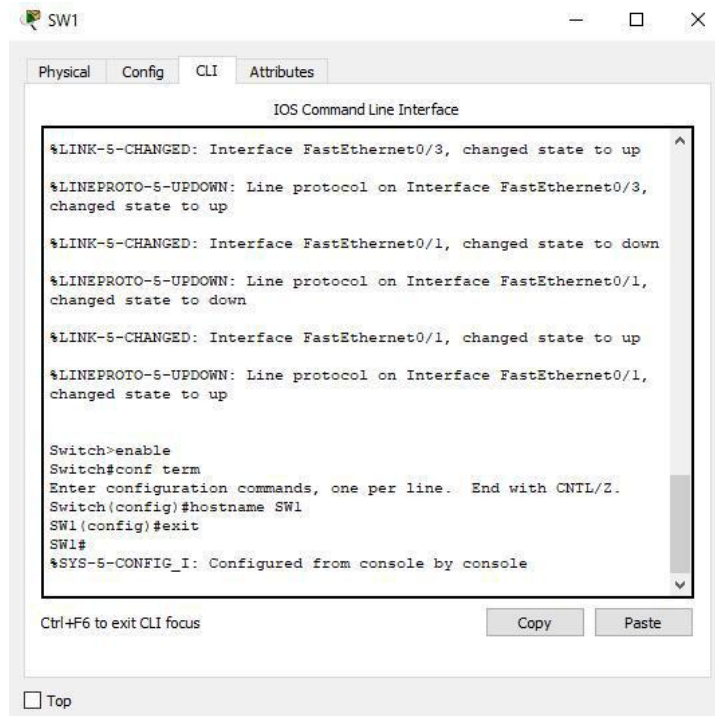 SW1
Physical Config CLI Attributes
IOS Command Line Interface
%LINK-5-CHANGED: Interface FastEthernet0/3, changed state to up
%LINEPROTO-5-UPDOWN: Line protocol on Interface FastEthernet0/3,
changed state to up
%LINK-5-CHANGED: Interface FastEthernet0/1, changed state to down
%LINEPROTO-5-UPDOWN: Line protocol on Interface FastEthernet0/1,
changed state to down
%LINK-5-CHANGED: Interface FastEthernet0/1, changed state to up
%LINEPROTO-5-UPDOWN: Line protocol on Interface FastEthernet0/1,
changed state to up
Switch>enable
Switch#conf term
Enter configuration commands, one per line.  End with CNTL/Z.
Switch(config)#hostname SW1
SW1(config)#exit
SW1#
%SYS-5-CONFIG_I: Configured from console by console
Ctrl+F6 to exit CLI focus
Copy Paste
Top